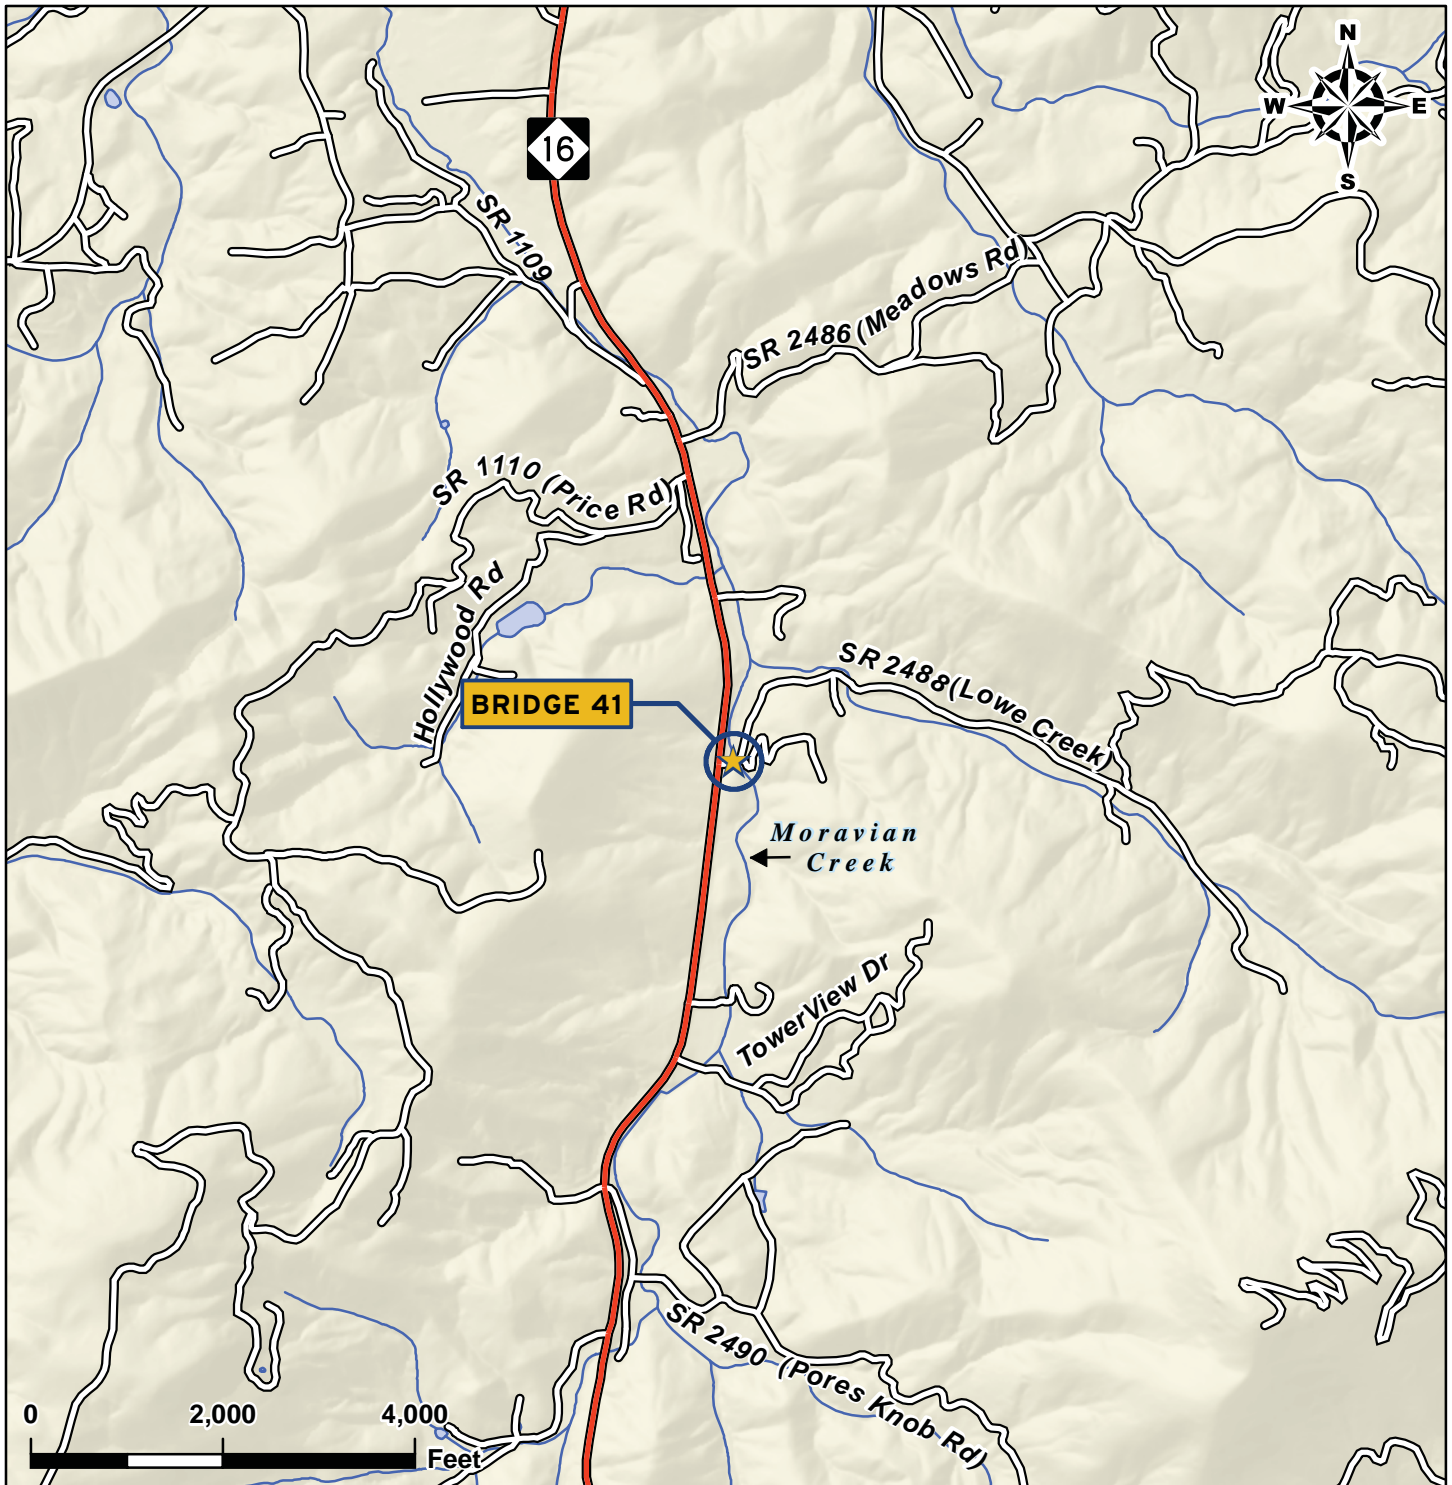 N
W E
S
16
SR 1109
SR 2486 (Meadows Rd)
SR 1110 (Price Rd)
Hollywood Rd
SR 2488 (Lowe Creek)
BRIDGE 41
Moravian
Creek
TowerView Dr
SR 2490 (Pores Knob Rd)
0 2,000 4,000
Feet